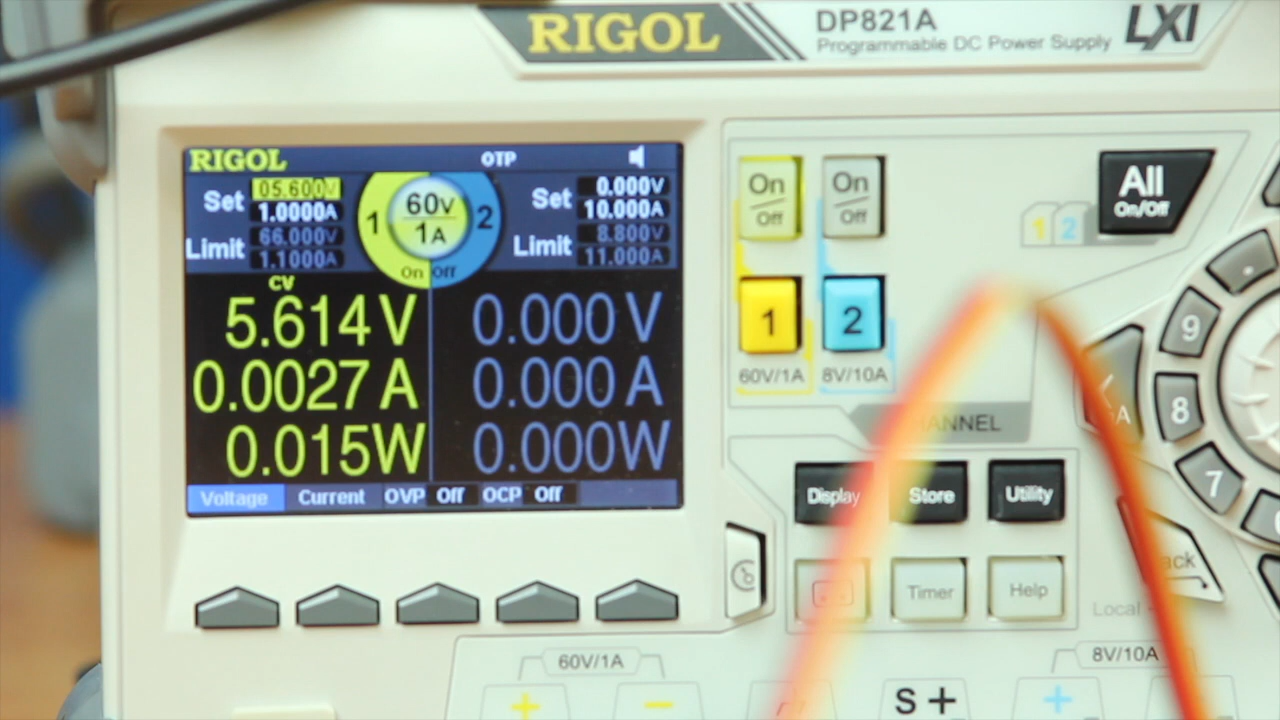 RIGOL
DP821A
Programmable DC Power Supply
LXI
RIGOL OTP
Set 05.600V
1.0000A
Limit 66.000V
1.1000A
1 60V 2
1A
On Off
Set 0.000V
10.000A
Limit 8.800V
11.000A
CV
5.614 V
0.0027 A
0.015W
0.000 V
0.000 A
0.000W
Voltage Current OVP Off OCP Off
On
Off
On
Off
All
On/Off
1 2
1
2
60V/1A
8V/10A
9
8
7
Display
Store
Utility
Timer
Help
60V/1A
8V/10A
Local
+
-
S +
+